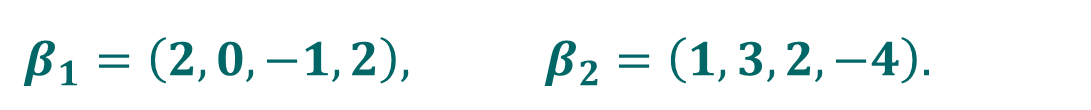 β₁ = (2, 0, −1, 2), β₂ = (1, 3, 2, −4).